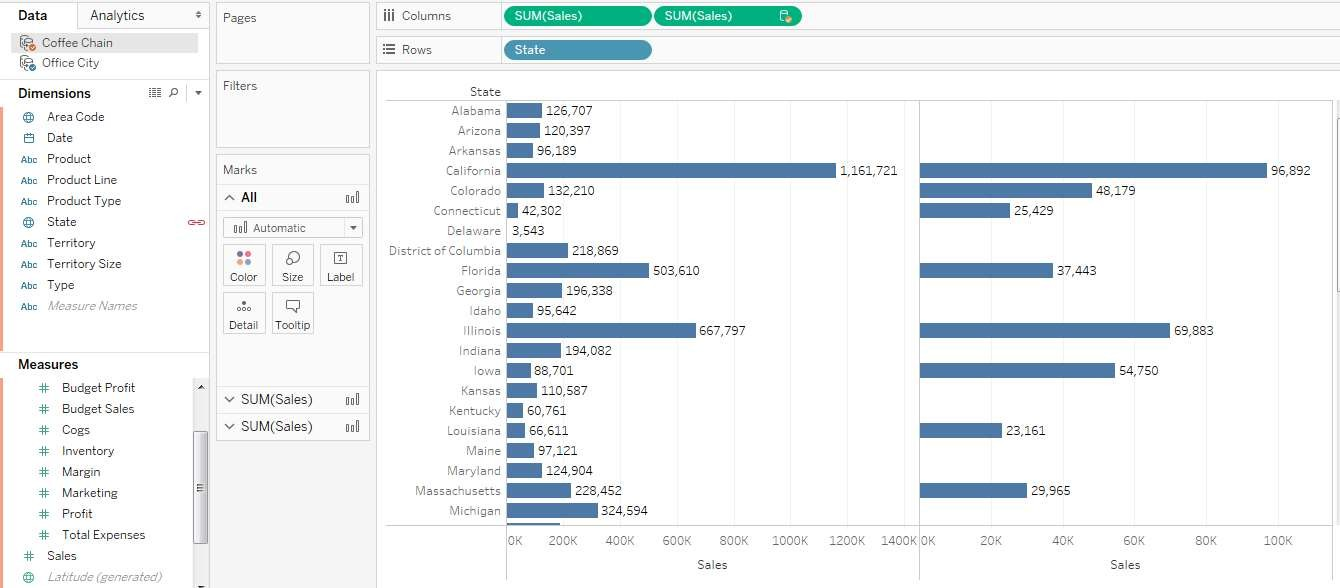 Data
Analytics
Coffee Chain
Office City
Dimensions
Abc
Area Code
Date
Abc Product
Abc Product Line
Abc Product Type
State
Abc Territory
Abc Territory Size
Abc Type
Abc Measure Names
Measures
# Budget Profit
# Budget Sales
# Cogs
# Inventory
# Margin
# Marketing
# Profit
# Total Expenses
# Sales
Latitude (generated)
Pages
Filters
Marks
All
Automatic
Color Size Label
T
Detail Tooltip
SUM(Sales)
SUM(Sales)
Columns SUM(Sales) SUM(Sales)
Rows State
State
Alabama 126,707
Arizona 120,397
Arkansas 96,189
California 1,161,721 96,892
Colorado 132,210 48,179
Connecticut 42,302 25,429
Delaware 3,543
District of Columbia 218,869
Florida 503,610 37,443
Georgia 196,338
Idaho 95,642
Illinois 667,797 69,883
Indiana 194,082
Iowa 88,701 54,750
Kansas 110,587
Kentucky 60,761
Louisiana 66,611 23,161
Maine 97,121
Maryland 124,904
Massachusetts 228,452 29,965
Michigan 324,594
0K 200K 400K 600K 800K 1000K 1200K 1400K 0K 20K 40K 60K 80K 100K
Sales Sales